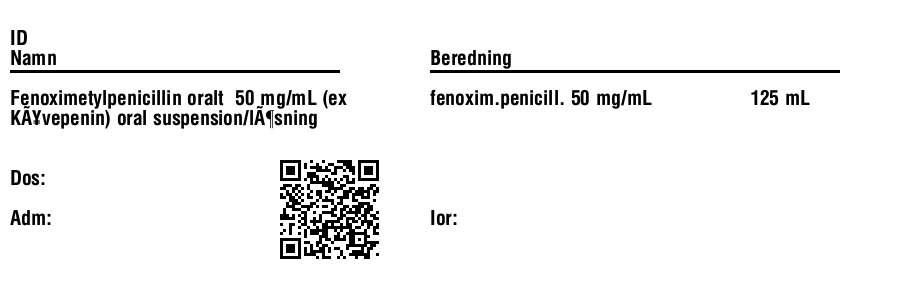 ID
Namn
Beredning
Fenoximetylpenicillin oralt 50 mg/mL (ex
KÃ¥vepenin) oral suspension/lÃ¶sning
fenoxim.penicill. 50 mg/mL 125 mL
Dos:
Adm:
Ior: